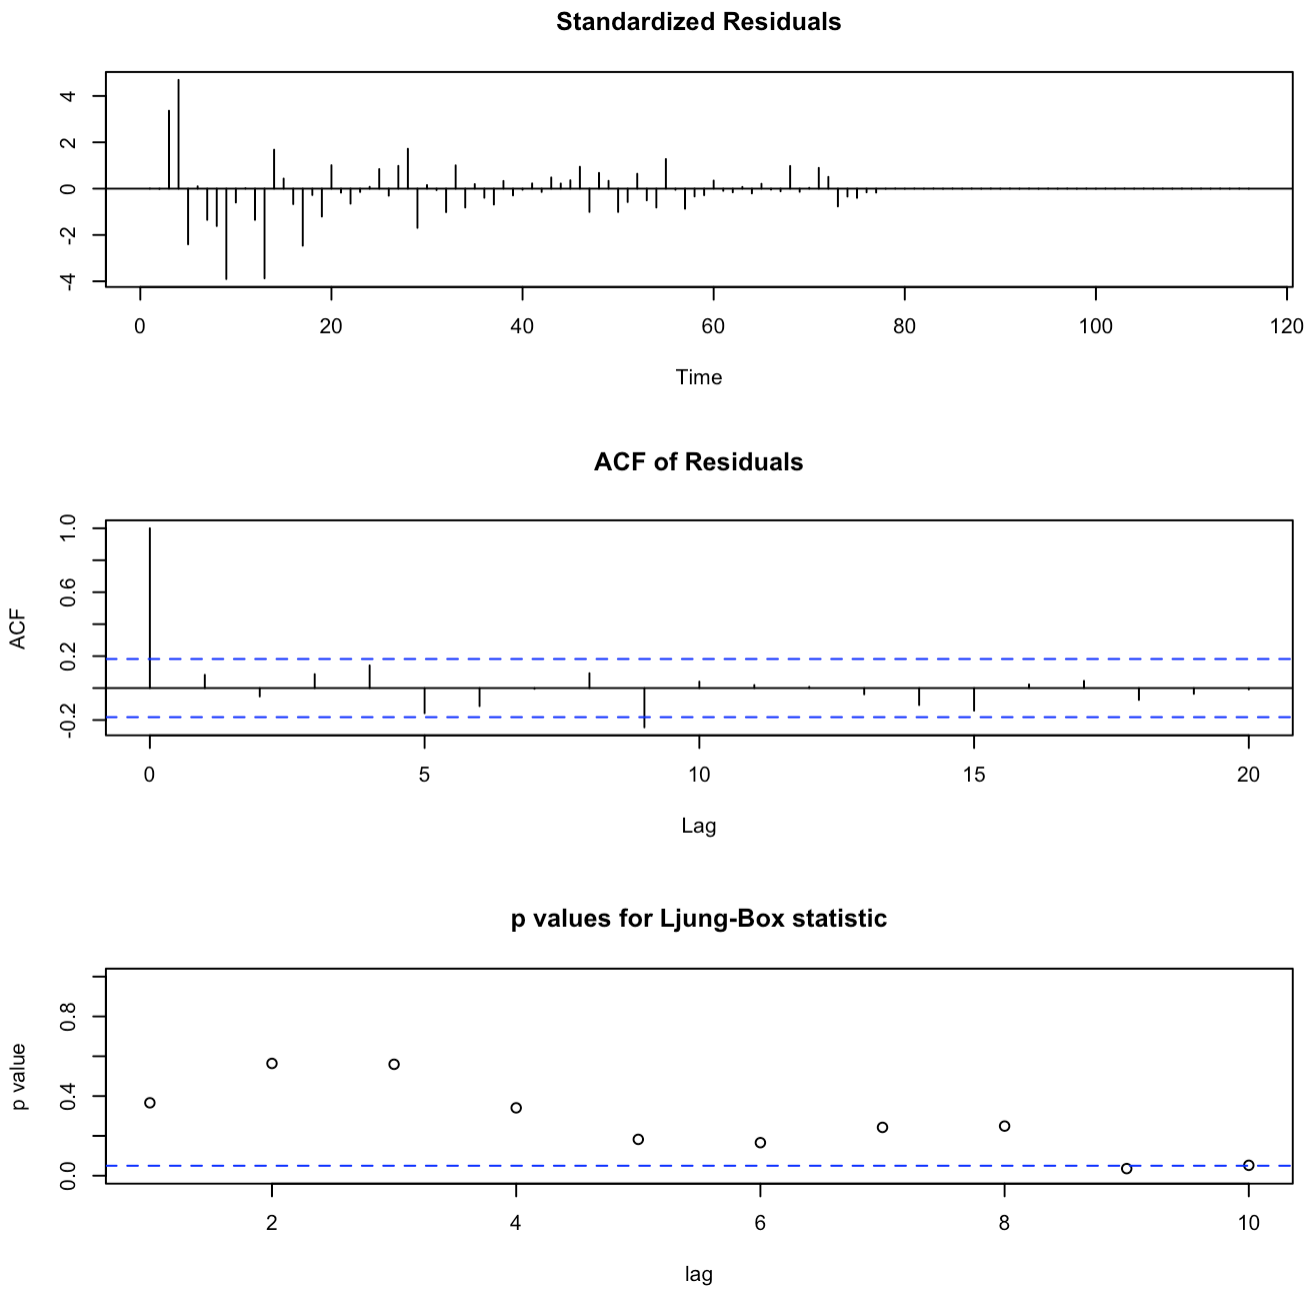 Standardized Residuals
4
2
0
-2
-4
0 20 40 60 80 100 120
Time
ACF of Residuals
1.0
0.6
0.2
-0.2
ACF
0 5 10 15 20
Lag
p values for Ljung-Box statistic
0.8
0.4
0.0
p value
2 4 6 8 10
lag